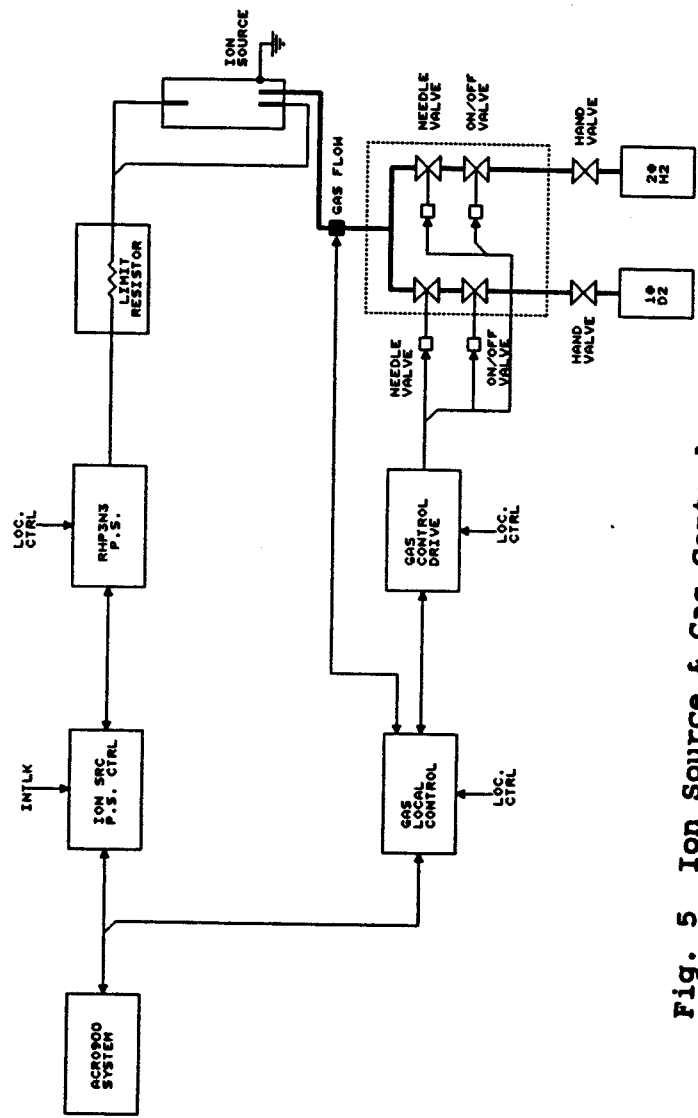 ACRO900
SYSTEM
INTLK
ION SRC
P.S. CTRL
LOC.
CTRL
RHP3N3
P.S.
LIMIT
RESISTOR
ION
SOURCE
GAS FLOW
GAS
LOCAL
CONTROL
LOC.
CTRL
GAS
CONTROL
DRIVE
LOC.
CTRL
NEEDLE
VALVE
ON/OFF
VALVE
NEEDLE
VALVE
ON/OFF
VALVE
HAND
VALVE
HAND
VALVE
D2
H2
Fig. 5 Ion Source & Gas